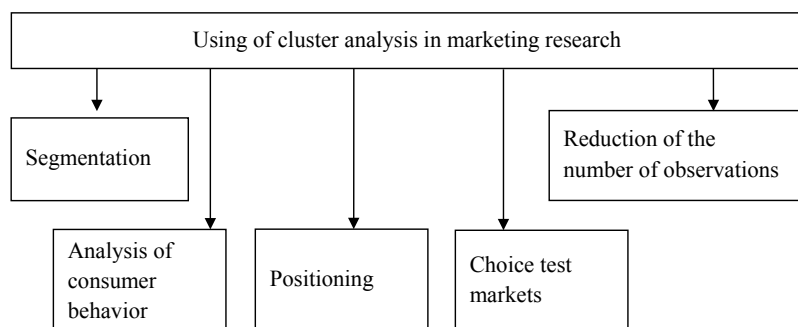 Using of cluster analysis in marketing research
Segmentation
Reduction of the
number of observations
Analysis of
consumer
behavior
Positioning
Choice test
markets